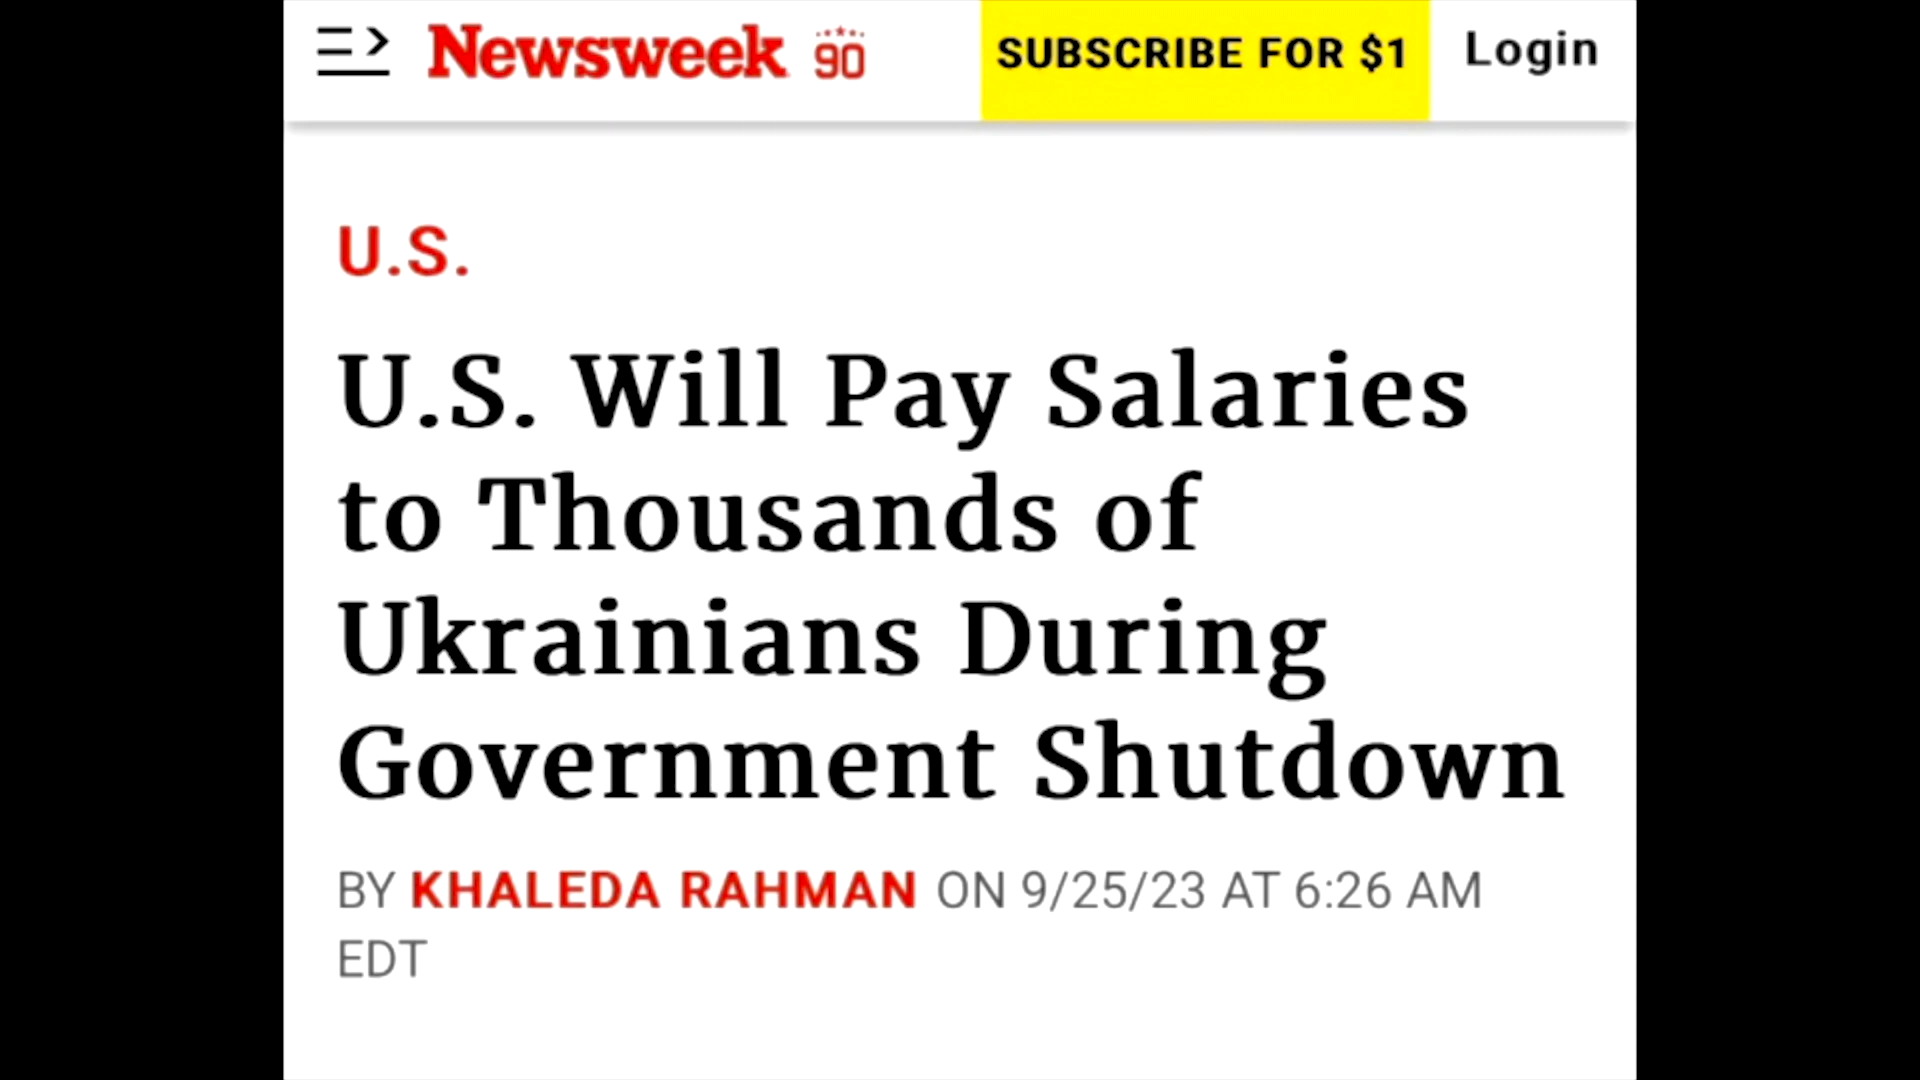 Newsweek 90 SUBSCRIBE FOR $1 Login
U.S.
U.S. Will Pay Salaries
to Thousands of
Ukrainians During
Government Shutdown
BY KHALEDA RAHMAN ON 9/25/23 AT 6:26 AM
EDT